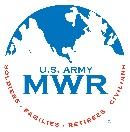 U.S. ARMY
MWR
SOLDIERS · FAMILIES · RETIREES · CIVILIANS